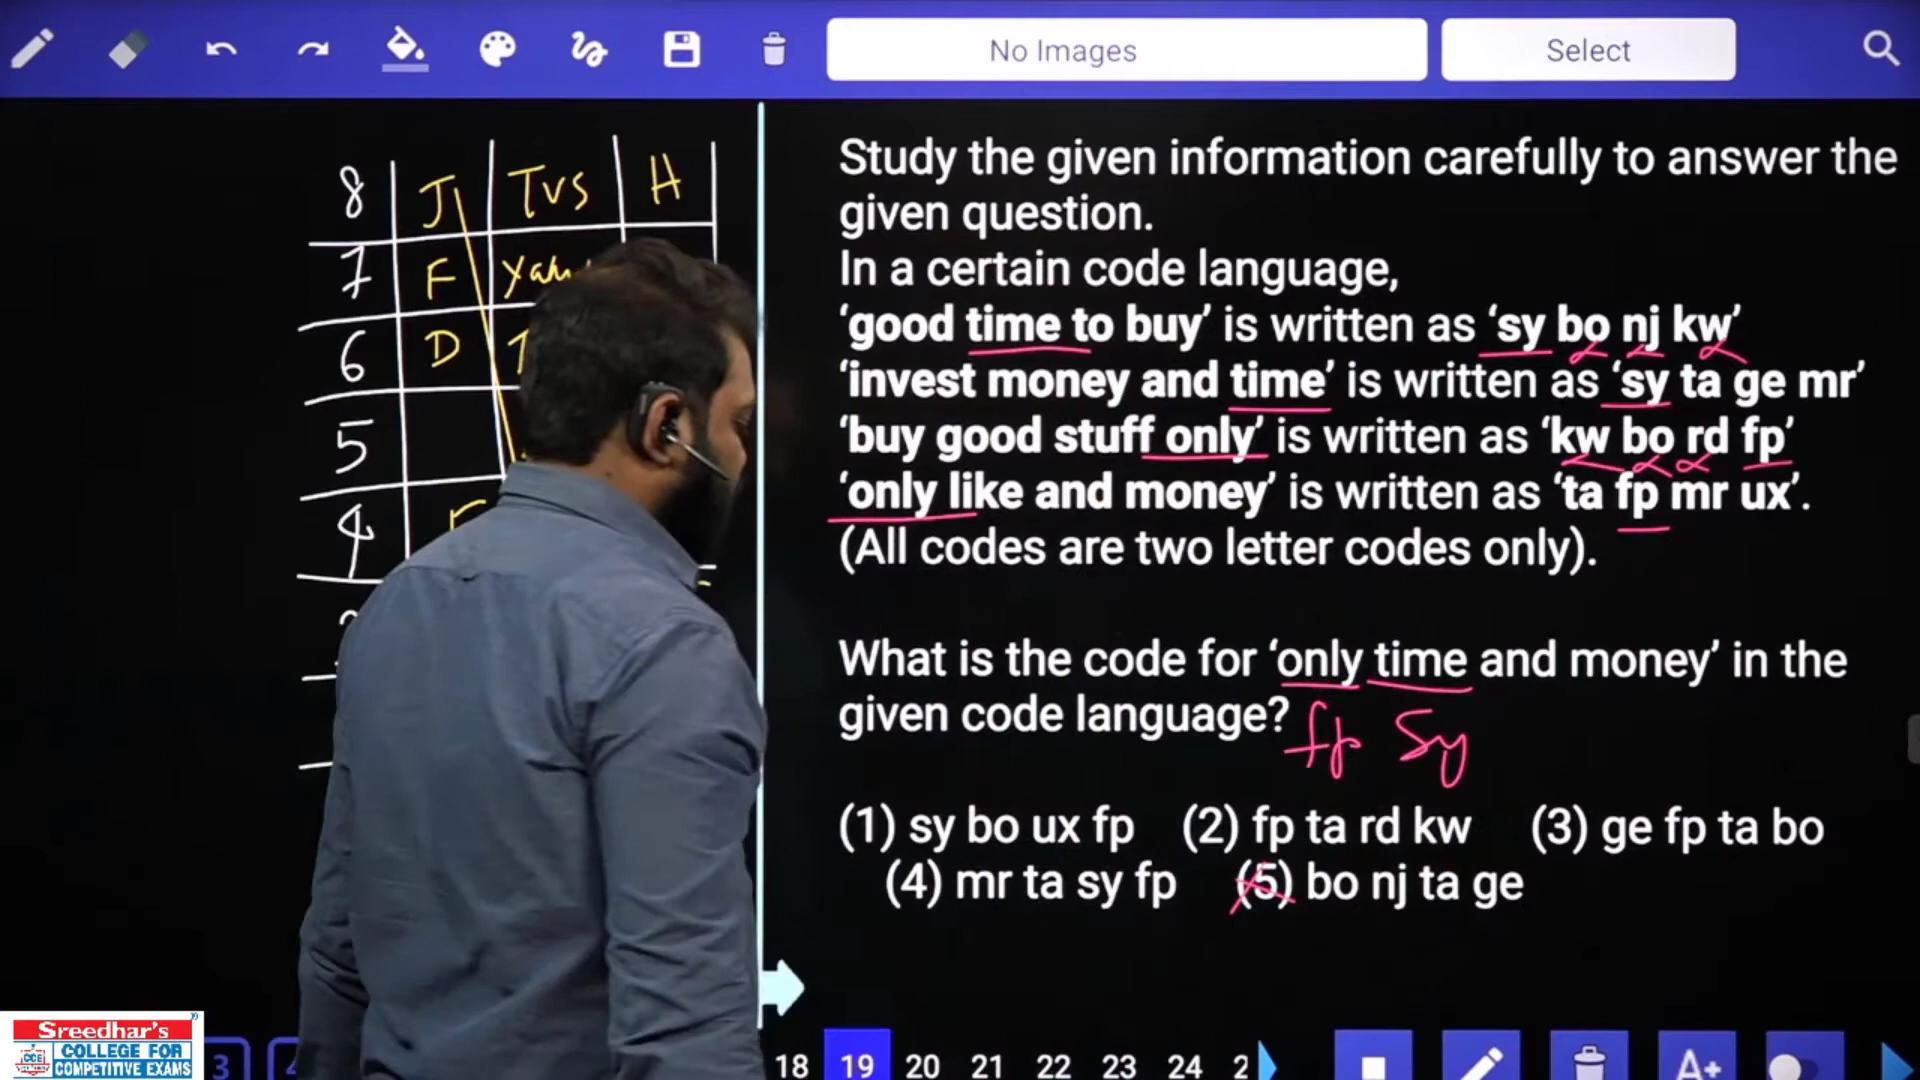 No Images
Select
8 J TVS H
7 F
6 D
5
4
Study the given information carefully to answer the
given question.
In a certain code language,
‘good time to buy’ is written as ‘sy bo nj kw’
‘invest money and time’ is written as ‘sy ta ge mr’
‘buy good stuff only’ is written as ‘kw bo rd fp’
‘only like and money’ is written as ‘ta fp mr ux’.
(All codes are two letter codes only).
What is the code for ‘only time and money’ in the
given code language?
fp sy
(1) sy bo ux fp (2) fp ta rd kw (3) ge fp ta bo
(4) mr ta sy fp (5) bo nj ta ge
Sreedhar's
CCE
COLLEGE FOR
COMPETITIVE EXAMS
3 4 18 19 20 21 22 23 24 2
A+